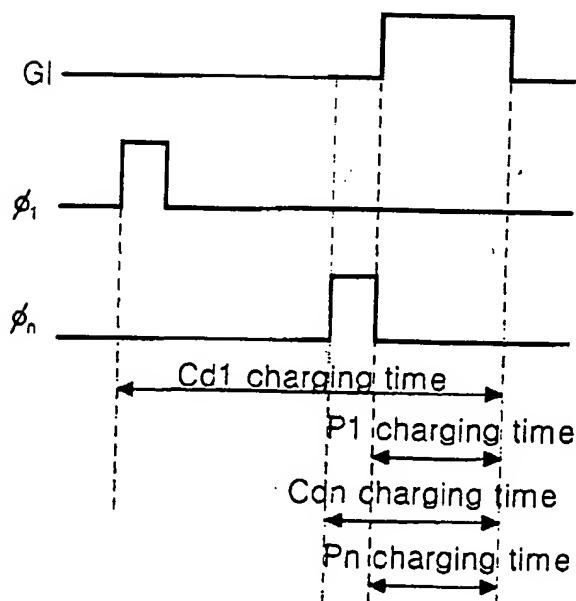 GI
ϕ₁
ϕₙ
Cd1 charging time
P1 charging time
Cdn charging time
Pn charging time